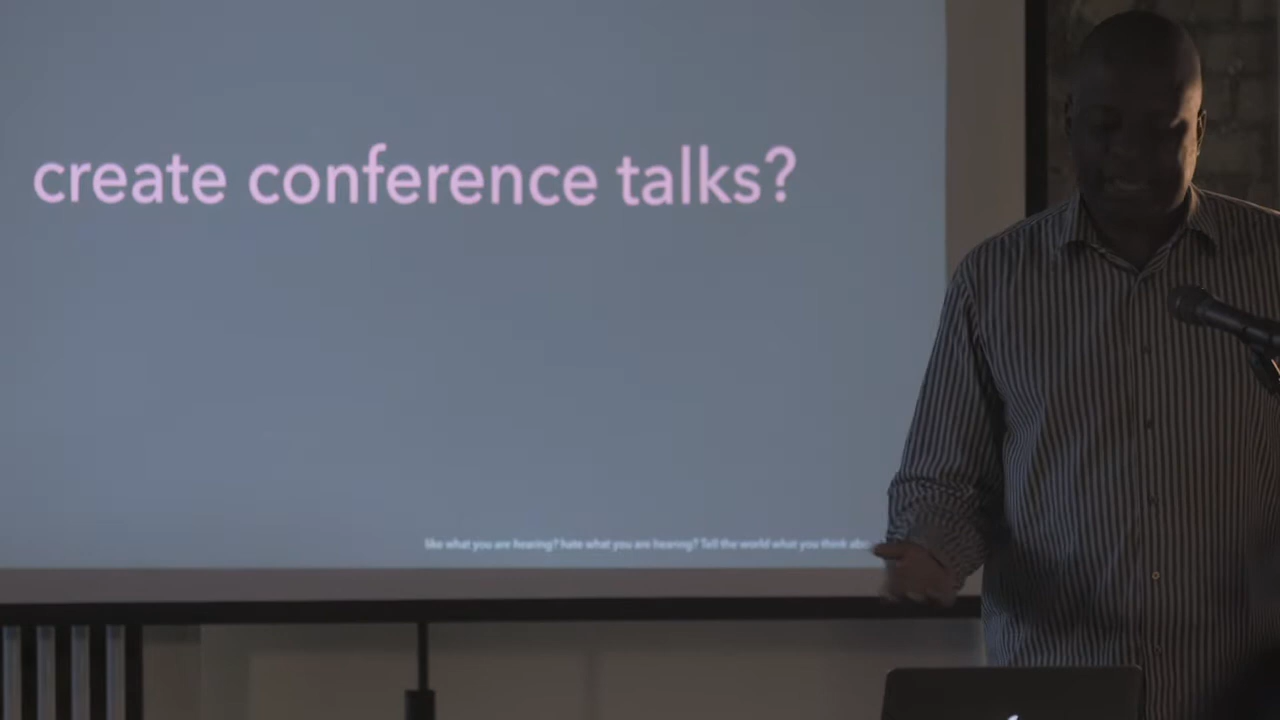 create conference talks?
like what you are hearing? hate what you are hearing? Tell the world what you think